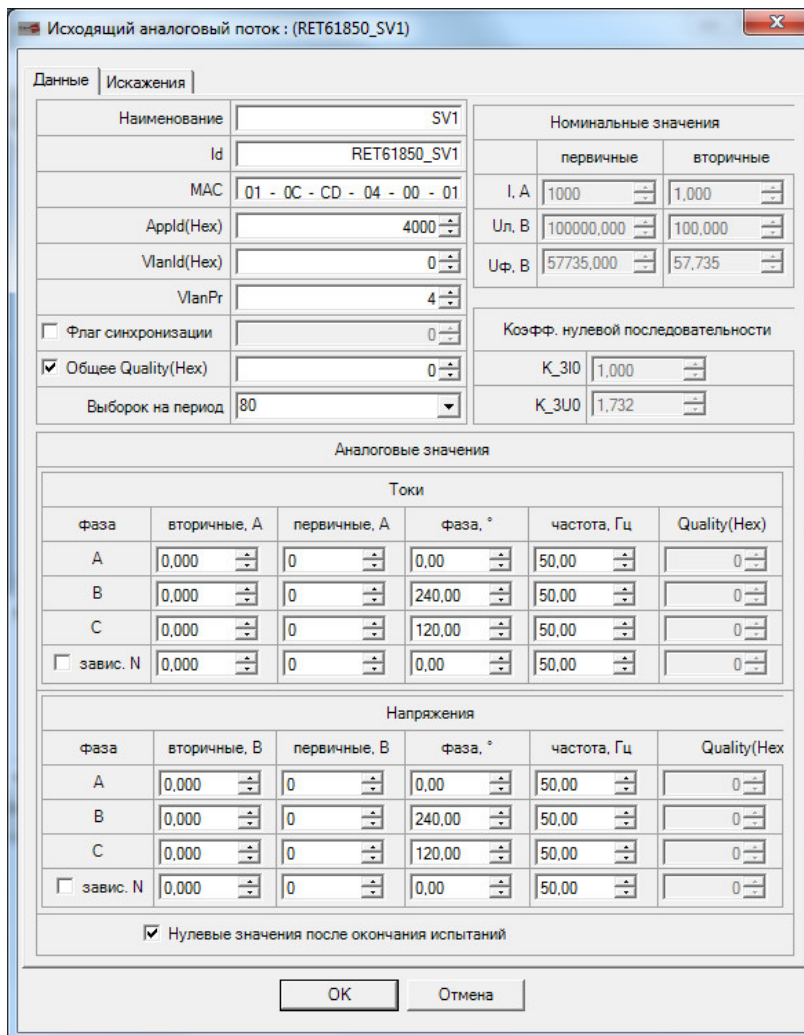 Исходящий аналоговый поток : (RET61850_SV1)
Данные Искажения
Наименование SV1
Id RET61850_SV1
MAC 01 - 0C - CD - 04 - 00 - 01
AppId(Hex) 4000
VlanId(Hex) 0
VlanPr 4
Флаг синхронизации 0
Общее Quality(Hex) 0
Выборок на период 80
Номинальные значения
первичные вторичные
I, А 1000 1,000
Uл, В 100000,000 100,000
Uф, В 57735,000 57,735
Коэфф. нулевой последовательности
K_3I0 1,000
K_3U0 1,732
Аналоговые значения
Токи
фаза вторичные, А первичные, А фаза, ° частота, Гц Quality(Hex)
A 0,000 0 0,00 50,00 0
B 0,000 0 240,00 50,00 0
C 0,000 0 120,00 50,00 0
завис. N 0,000 0 0,00 50,00 0
Напряжения
фаза вторичные, В первичные, В фаза, ° частота, Гц Quality(Hex
A 0,000 0 0,00 50,00 0
B 0,000 0 240,00 50,00 0
C 0,000 0 120,00 50,00 0
завис. N 0,000 0 0,00 50,00 0
Нулевые значения после окончания испытаний
OK Отмена